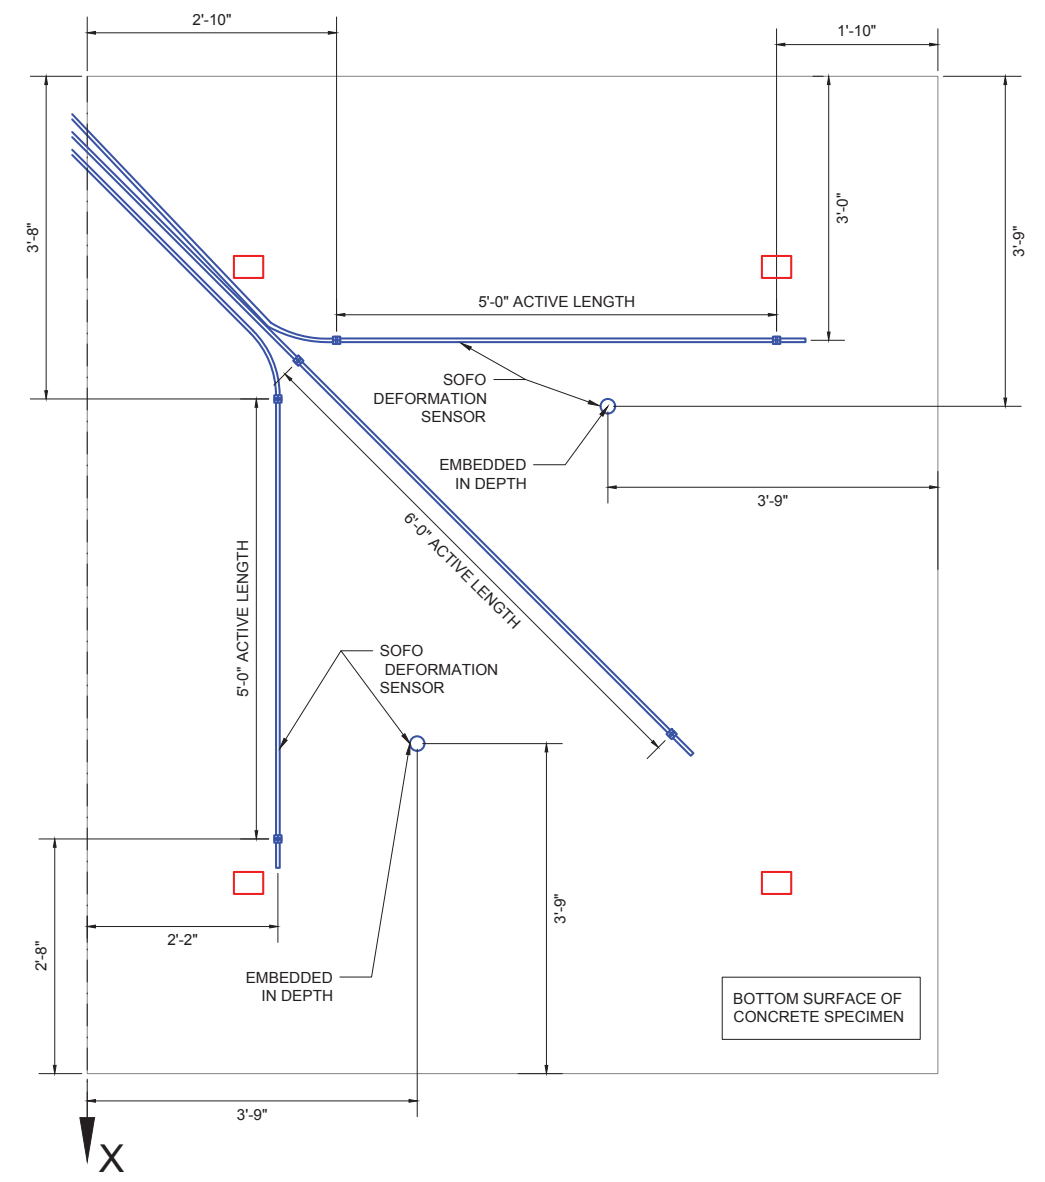 2'-10"
1'-10"
3'-8"
3'-0"
3'-9"
5'-0" ACTIVE LENGTH
SOFO
DEFORMATION
SENSOR
EMBEDDED
IN DEPTH
3'-9"
6'-0" ACTIVE LENGTH
5'-0" ACTIVE LENGTH
SOFO
DEFORMATION
SENSOR
3'-9"
2'-2"
2'-8"
EMBEDDED
IN DEPTH
BOTTOM SURFACE OF
CONCRETE SPECIMEN
3'-9"
X